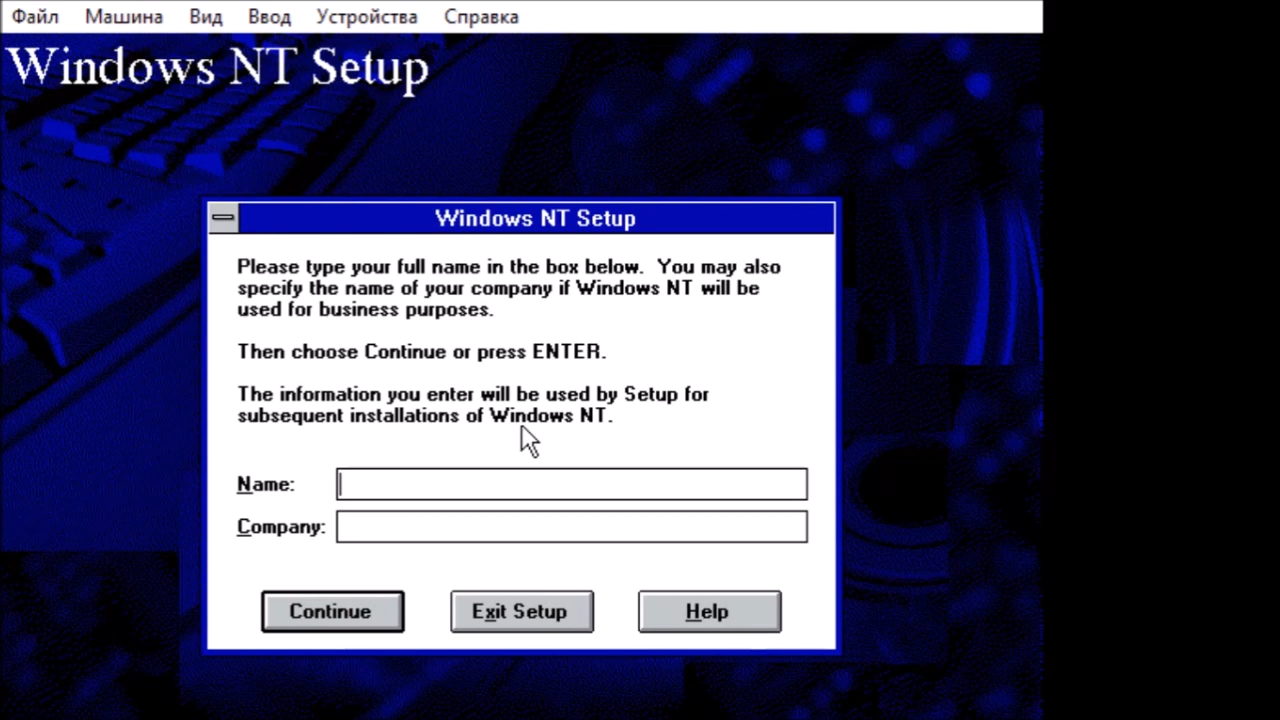 Файл Машина Вид Ввод Устройства Справка
Windows NT Setup
Windows NT Setup
Please type your full name in the box below. You may also
specify the name of your company if Windows NT will be
used for business purposes.
Then choose Continue or press ENTER.
The information you enter will be used by Setup for
subsequent installations of Windows NT.
Name:
Company:
Continue Exit Setup Help